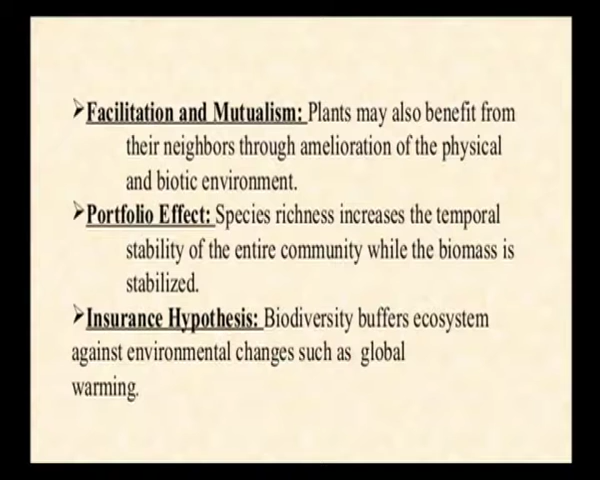 ➢Facilitation and Mutualism: Plants may also benefit from
their neighbors through amelioration of the physical
and biotic environment.
➢Portfolio Effect: Species richness increases the temporal
stability of the entire community while the biomass is
stabilized.
➢Insurance Hypothesis: Biodiversity buffers ecosystem
against environmental changes such as global
warming.